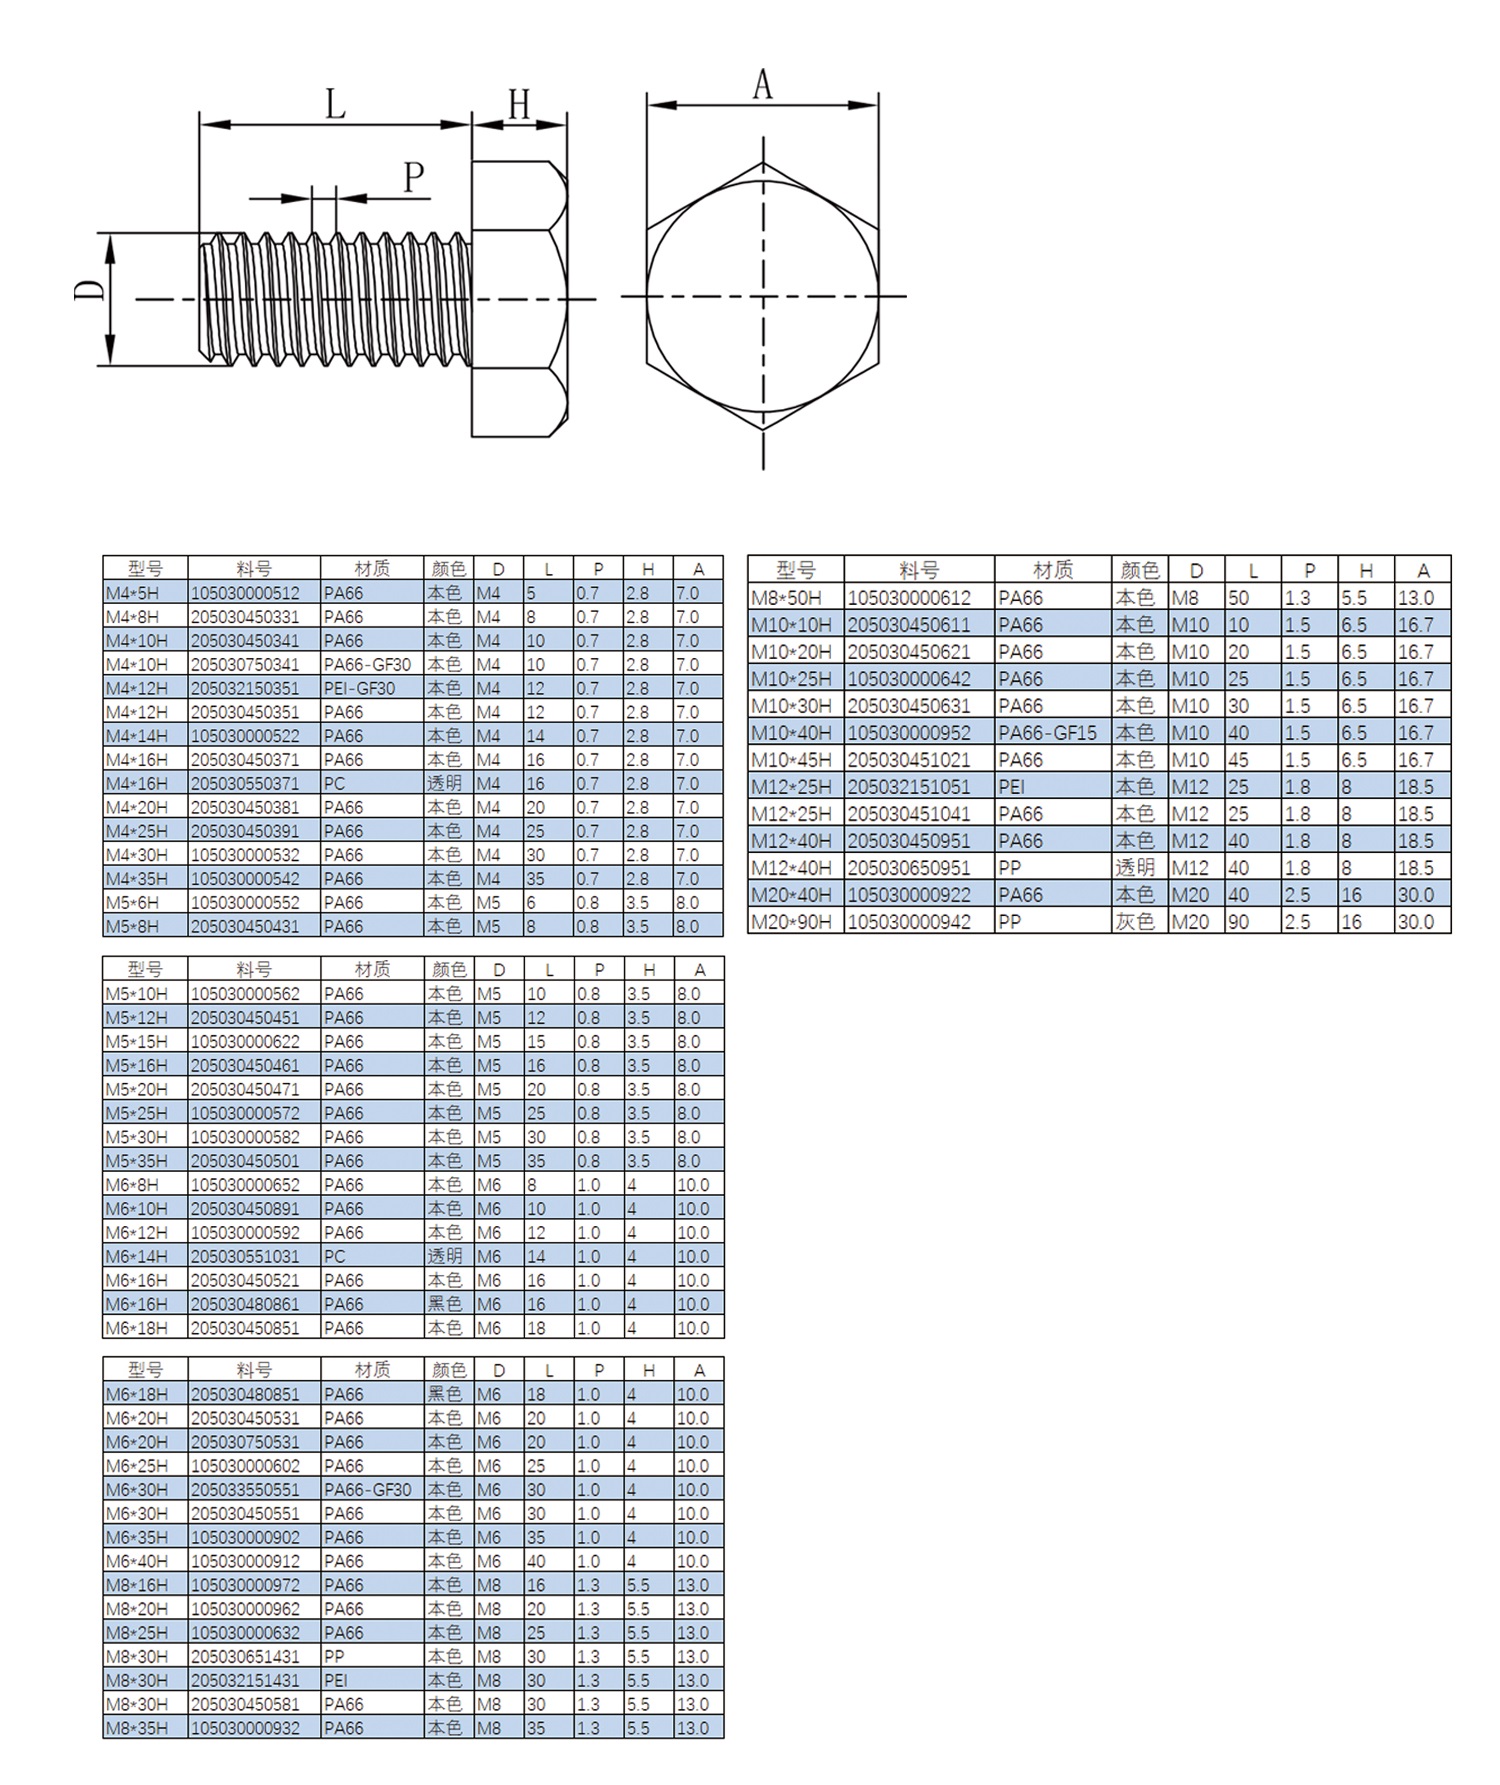 L
H
A
P
D
型号 料号 材质 颜色 D L P H A
M4*5H 105030000512 PA66 本色 M4 5 0.7 2.8 7.0
M4*8H 205030450331 PA66 本色 M4 8 0.7 2.8 7.0
M4*10H 205030450341 PA66 本色 M4 10 0.7 2.8 7.0
M4*10H 205030750341 PA66-GF30 本色 M4 10 0.7 2.8 7.0
M4*12H 205032150351 PEI-GF30 本色 M4 12 0.7 2.8 7.0
M4*12H 205030450351 PA66 本色 M4 12 0.7 2.8 7.0
M4*14H 105030000522 PA66 本色 M4 14 0.7 2.8 7.0
M4*16H 205030450371 PA66 本色 M4 16 0.7 2.8 7.0
M4*16H 205030550371 PC 透明 M4 16 0.7 2.8 7.0
M4*20H 205030450381 PA66 本色 M4 20 0.7 2.8 7.0
M4*25H 205030450391 PA66 本色 M4 25 0.7 2.8 7.0
M4*30H 105030000532 PA66 本色 M4 30 0.7 2.8 7.0
M4*35H 105030000542 PA66 本色 M4 35 0.7 2.8 7.0
M5*6H 105030000552 PA66 本色 M5 6 0.8 3.5 8.0
M5*8H 205030450431 PA66 本色 M5 8 0.8 3.5 8.0
型号 料号 材质 颜色 D L P H A
M5*10H 105030000562 PA66 本色 M5 10 0.8 3.5 8.0
M5*12H 205030450451 PA66 本色 M5 12 0.8 3.5 8.0
M5*15H 105030000622 PA66 本色 M5 15 0.8 3.5 8.0
M5*16H 205030450461 PA66 本色 M5 16 0.8 3.5 8.0
M5*20H 205030450471 PA66 本色 M5 20 0.8 3.5 8.0
M5*25H 105030000572 PA66 本色 M5 25 0.8 3.5 8.0
M5*30H 105030000582 PA66 本色 M5 30 0.8 3.5 8.0
M5*35H 205030450501 PA66 本色 M5 35 0.8 3.5 8.0
M6*8H 105030000652 PA66 本色 M6 8 1.0 4 10.0
M6*10H 205030450891 PA66 本色 M6 10 1.0 4 10.0
M6*12H 105030000592 PA66 本色 M6 12 1.0 4 10.0
M6*14H 205030551031 PC 透明 M6 14 1.0 4 10.0
M6*16H 205030450521 PA66 本色 M6 16 1.0 4 10.0
M6*16H 205030480861 PA66 黑色 M6 16 1.0 4 10.0
M6*18H 205030450851 PA66 本色 M6 18 1.0 4 10.0
型号 料号 材质 颜色 D L P H A
M6*18H 205030480851 PA66 黑色 M6 18 1.0 4 10.0
M6*20H 205030450531 PA66 本色 M6 20 1.0 4 10.0
M6*20H 205030750531 PA66 本色 M6 20 1.0 4 10.0
M6*25H 105030000602 PA66 本色 M6 25 1.0 4 10.0
M6*30H 205033550551 PA66-GF30 本色 M6 30 1.0 4 10.0
M6*30H 205030450551 PA66 本色 M6 30 1.0 4 10.0
M6*35H 105030000902 PA66 本色 M6 35 1.0 4 10.0
M6*40H 105030000912 PA66 本色 M6 40 1.0 4 10.0
M8*16H 105030000972 PA66 本色 M8 16 1.3 5.5 13.0
M8*20H 105030000962 PA66 本色 M8 20 1.3 5.5 13.0
M8*25H 105030000632 PA66 本色 M8 25 1.3 5.5 13.0
M8*30H 205030651431 PP 本色 M8 30 1.3 5.5 13.0
M8*30H 205032151431 PEI 本色 M8 30 1.3 5.5 13.0
M8*30H 205030450581 PA66 本色 M8 30 1.3 5.5 13.0
M8*35H 105030000932 PA66 本色 M8 35 1.3 5.5 13.0
型号 料号 材质 颜色 D L P H A
M8*50H 105030000612 PA66 本色 M8 50 1.3 5.5 13.0
M10*10H 205030450611 PA66 本色 M10 10 1.5 6.5 16.7
M10*20H 205030450621 PA66 本色 M10 20 1.5 6.5 16.7
M10*25H 105030000642 PA66 本色 M10 25 1.5 6.5 16.7
M10*30H 205030450631 PA66 本色 M10 30 1.5 6.5 16.7
M10*40H 105030000952 PA66-GF15 本色 M10 40 1.5 6.5 16.7
M10*45H 205030451021 PA66 本色 M10 45 1.5 6.5 16.7
M12*25H 205032151051 PEI 本色 M12 25 1.8 8 18.5
M12*25H 205030451041 PA66 本色 M12 25 1.8 8 18.5
M12*40H 205030450951 PA66 本色 M12 40 1.8 8 18.5
M12*40H 205030650951 PP 透明 M12 40 1.8 8 18.5
M20*40H 105030000922 PA66 本色 M20 40 2.5 16 30.0
M20*90H 105030000942 PP 灰色 M20 90 2.5 16 30.0